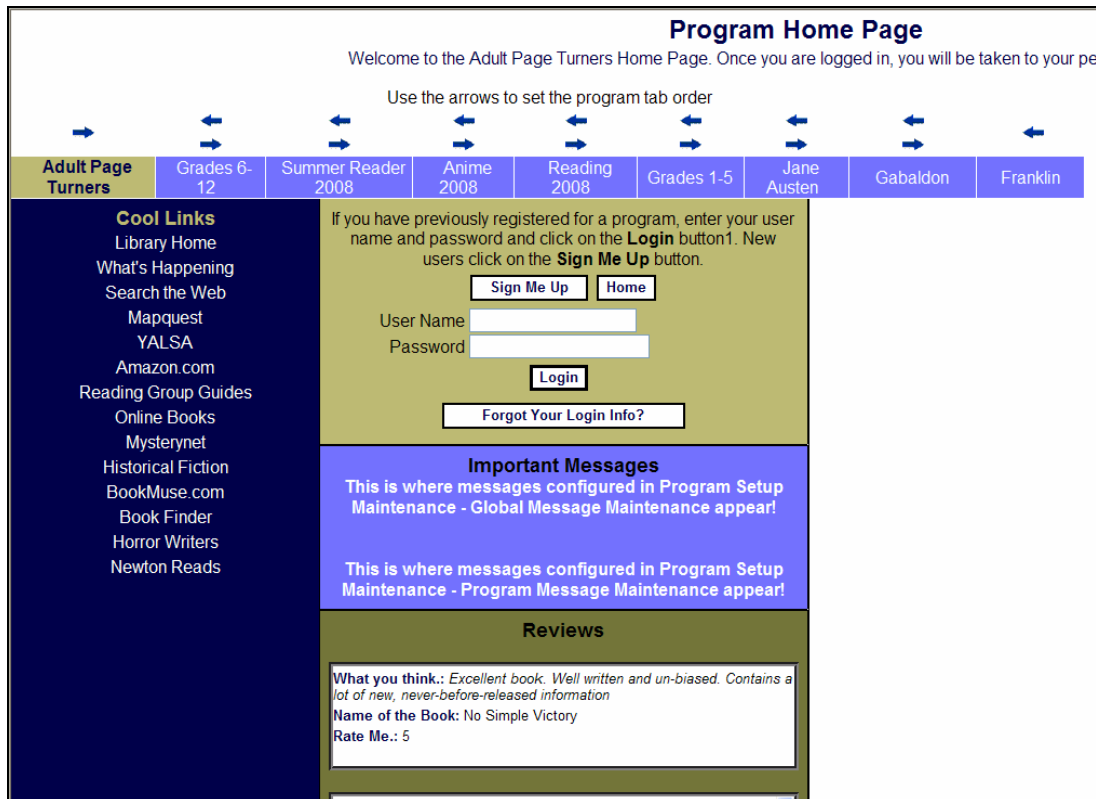 Program Home Page
Welcome to the Adult Page Turners Home Page. Once you are logged in, you will be taken to your
Use the arrows to set the program tab order
Adult Page
Turners
Grades 6-
12
Summer Reader
2008
Anime
2008
Reading
2008
Grades 1-5
Jane
Austen
Gabaldon
Franklin
Cool Links
Library Home
What's Happening
Search the Web
Mapquest
YALSA
Amazon.com
Reading Group Guides
Online Books
Mysterynet
Historical Fiction
BookMuse.com
Book Finder
Horror Writers
Newton Reads
If you have previously registered for a program, enter your user
name and password and click on the Login button1. New
users click on the Sign Me Up button.
Sign Me Up Home
User Name
Password
Login
Forgot Your Login Info?
Important Messages
This is where messages configured in Program Setup
Maintenance - Global Message Maintenance appear!
This is where messages configured in Program Setup
Maintenance - Program Message Maintenance appear!
Reviews
What you think.: Excellent book. Well written and un-biased. Contains a
lot of new, never-before-released information
Name of the Book: No Simple Victory
Rate Me.: 5